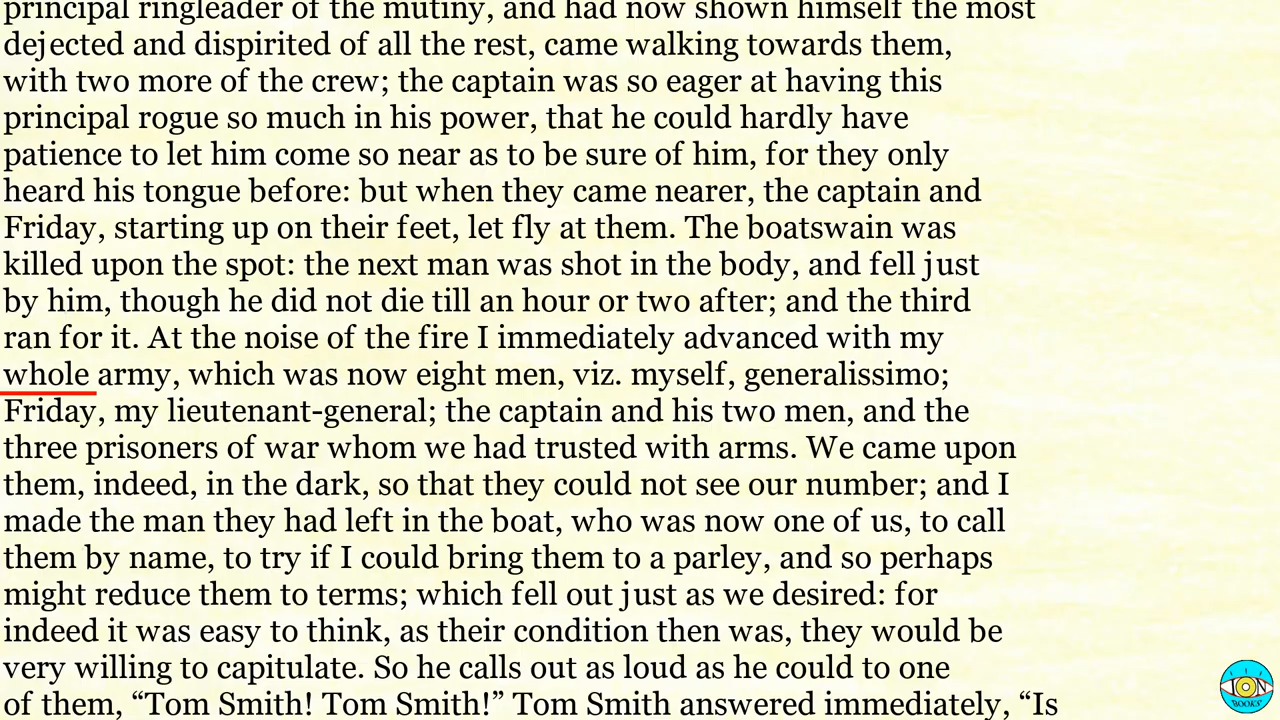 principal ringleader of the mutiny, and had now shown himself the most
dejected and dispirited of all the rest, came walking towards them,
with two more of the crew; the captain was so eager at having this
principal rogue so much in his power, that he could hardly have
patience to let him come so near as to be sure of him, for they only
heard his tongue before: but when they came nearer, the captain and
Friday, starting up on their feet, let fly at them. The boatswain was
killed upon the spot: the next man was shot in the body, and fell just
by him, though he did not die till an hour or two after; and the third
ran for it. At the noise of the fire I immediately advanced with my
whole army, which was now eight men, viz. myself, generalissimo;
Friday, my lieutenant-general; the captain and his two men, and the
three prisoners of war whom we had trusted with arms. We came upon
them, indeed, in the dark, so that they could not see our number; and I
made the man they had left in the boat, who was now one of us, to call
them by name, to try if I could bring them to a parley, and so perhaps
might reduce them to terms; which fell out just as we desired: for
indeed it was easy to think, as their condition then was, they would be
very willing to capitulate. So he calls out as loud as he could to one
of them, “Tom Smith! Tom Smith!” Tom Smith answered immediately, “Is
ION
BOOKS